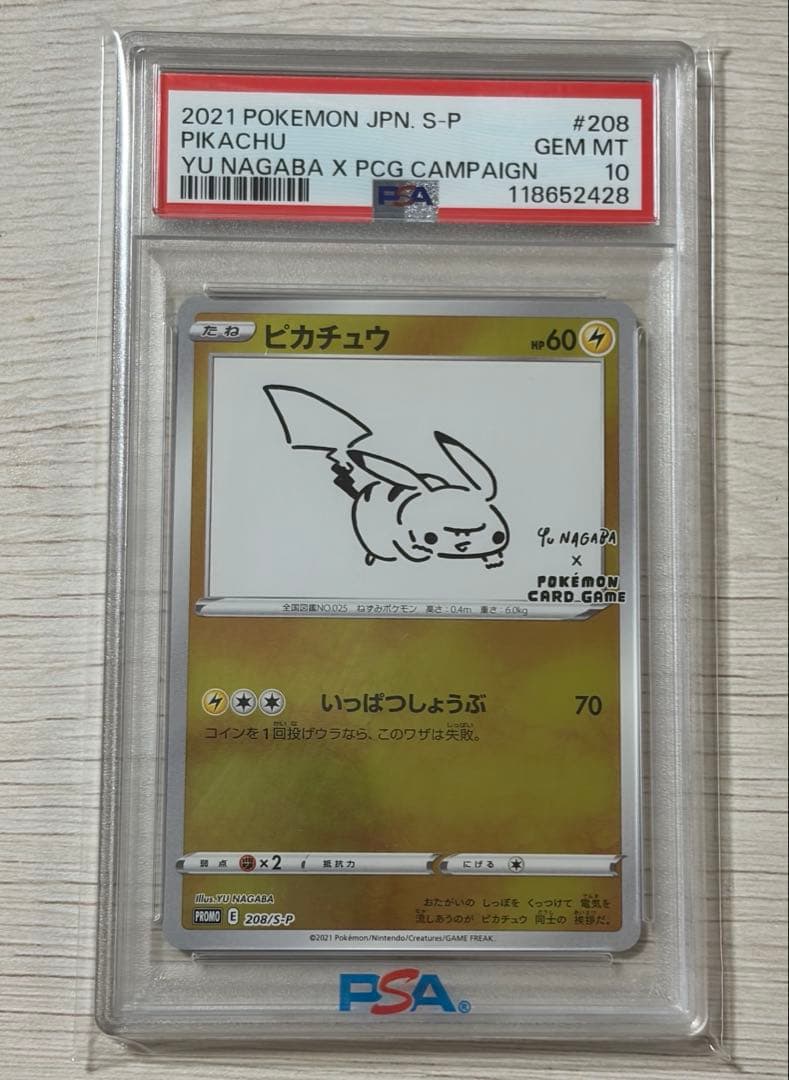 2021 POKEMON JPN. S-P #208
PIKACHU GEM MT
YU NAGABA X PCG CAMPAIGN 10
PSA 118652428
たね ピカチュウ HP 60
Yu NAGABA
×
POKÉMON
CARD GAME
全国図鑑NO.025 ねずみポケモン 高さ:0.4m 重さ:6.0kg
いっぱつしょうぶ 70
コインを1回投げウラなら、このワザは失敗。
弱点 ×2 抵抗力 にげる
Illus. YU NAGABA
おたがいの しっぽを くっつけて 電気を
PROMO E 208/S-P 流しあうのが ピカチュウ 同士の 挨拶だ。
©2021 Pokémon/Nintendo/Creatures/GAME FREAK.
PSA®